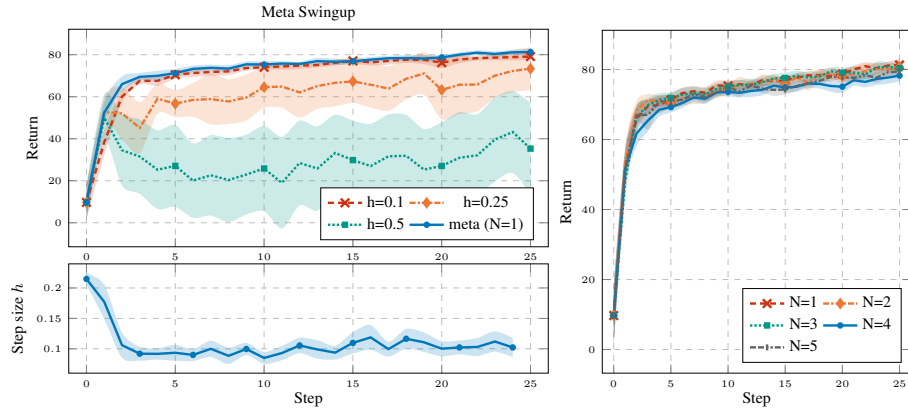 Meta Swingup
80
60
40
20
0
Return
h=0.1
h=0.25
h=0.5
meta (N=1)
0
5
10
15
20
25
Step
0.2
0.15
0.1
Step size h
0
5
10
15
20
25
Step
80
60
40
20
0
Return
N=1
N=2
N=3
N=4
N=5
0
5
10
15
20
25
Step